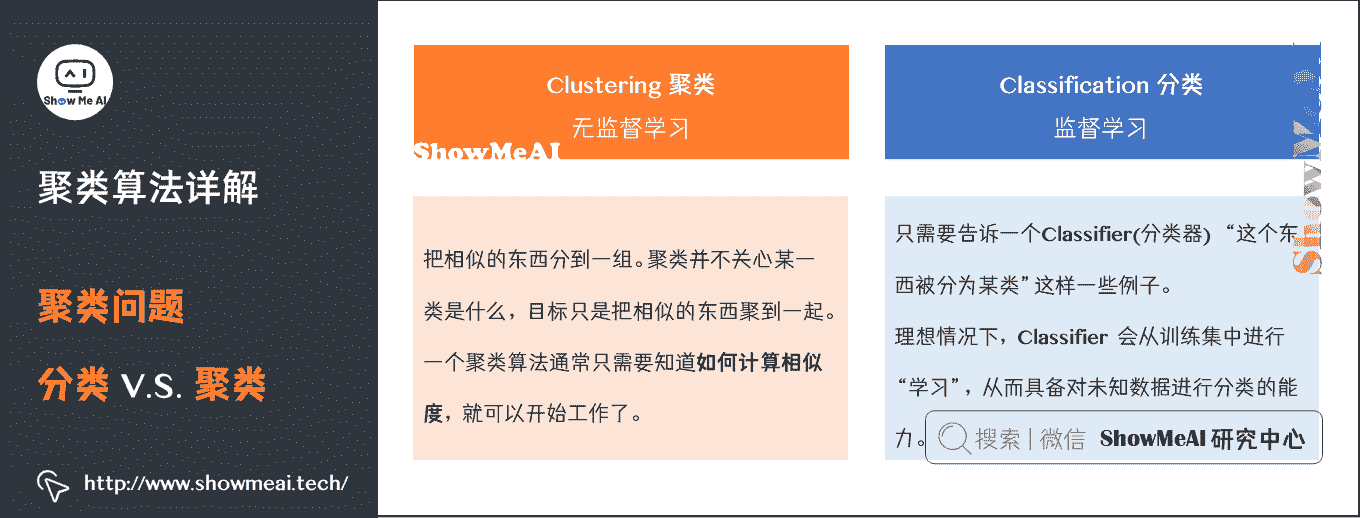 Show Me AI
聚类算法详解
聚类问题
分类 V.S. 聚类
http://www.showmeai.tech/
Clustering 聚类
无监督学习
ShowMeAI
把相似的东西分到一组。聚类并不关心某一
类是什么，目标只是把相似的东西聚到一起。
一个聚类算法通常只需要知道如何计算相似
度，就可以开始工作了。
Classification 分类
监督学习
只需要告诉一个Classifier(分类器) “这个东
西被分为某类”这样一些例子。
理想情况下，Classifier 会从训练集中进行
“学习”，从而具备对未知数据进行分类的能
力。
搜索 | 微信 ShowMeAI 研究中心